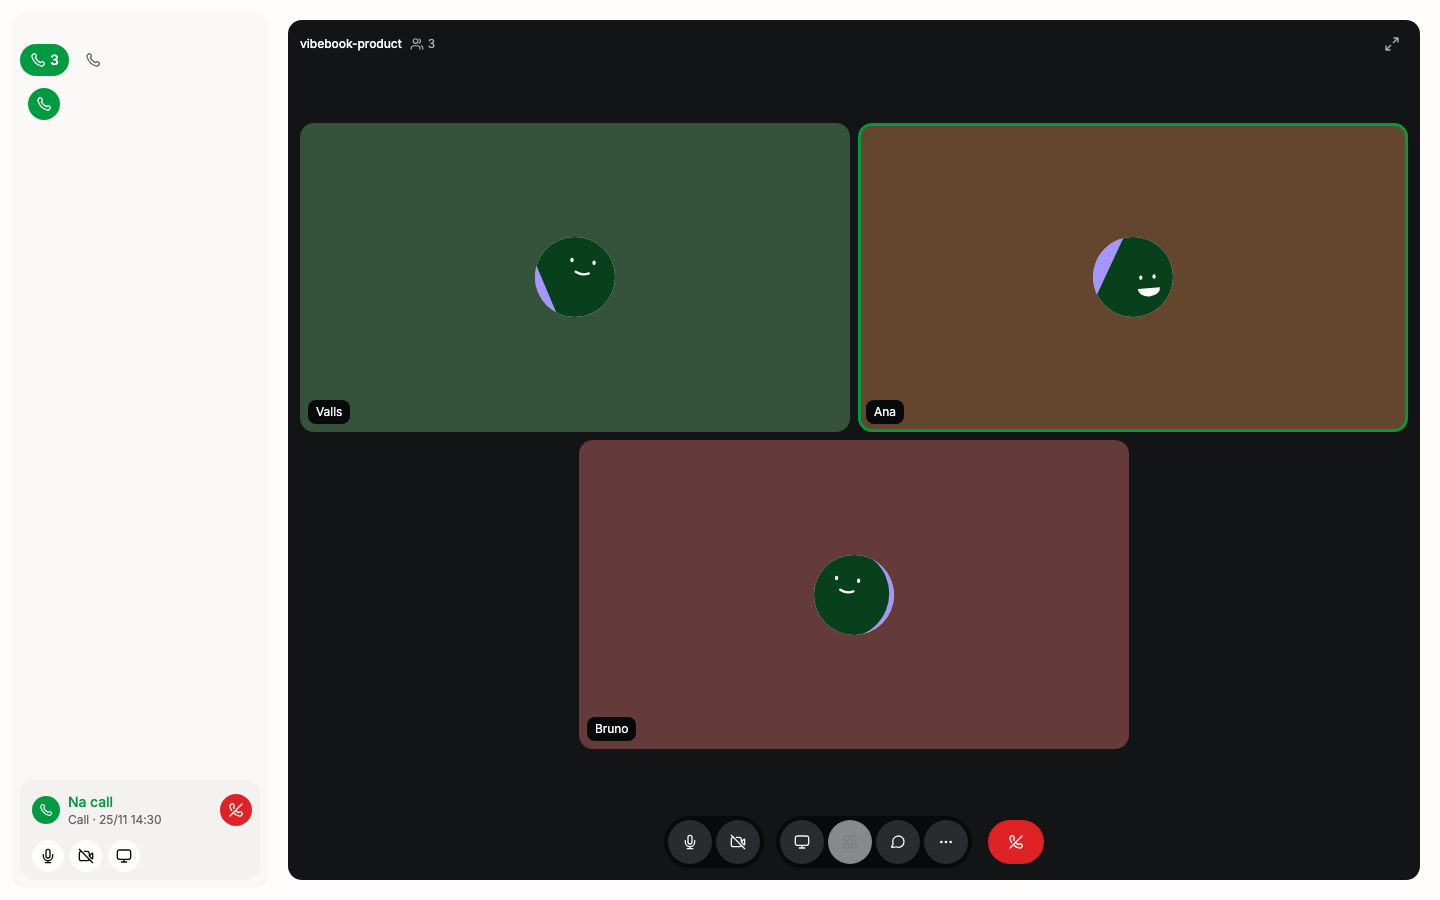 3
vibebook-product 3
Valls
Ana
Bruno
Na call
Call · 25/11 14:30